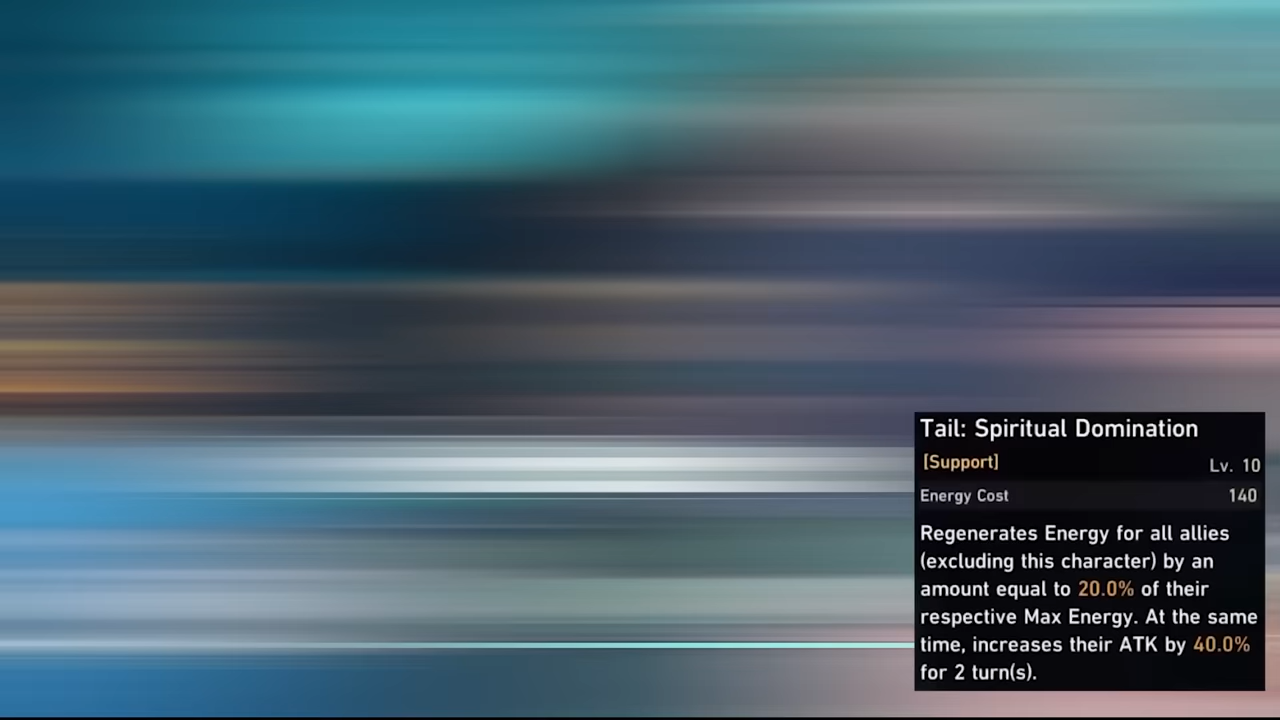 Tail: Spiritual Domination
[Support]
Lv. 10
Energy Cost
140
Regenerates Energy for all allies
(excluding this character) by an
amount equal to 20.0% of their
respective Max Energy. At the same
time, increases their ATK by 40.0%
for 2 turn(s).